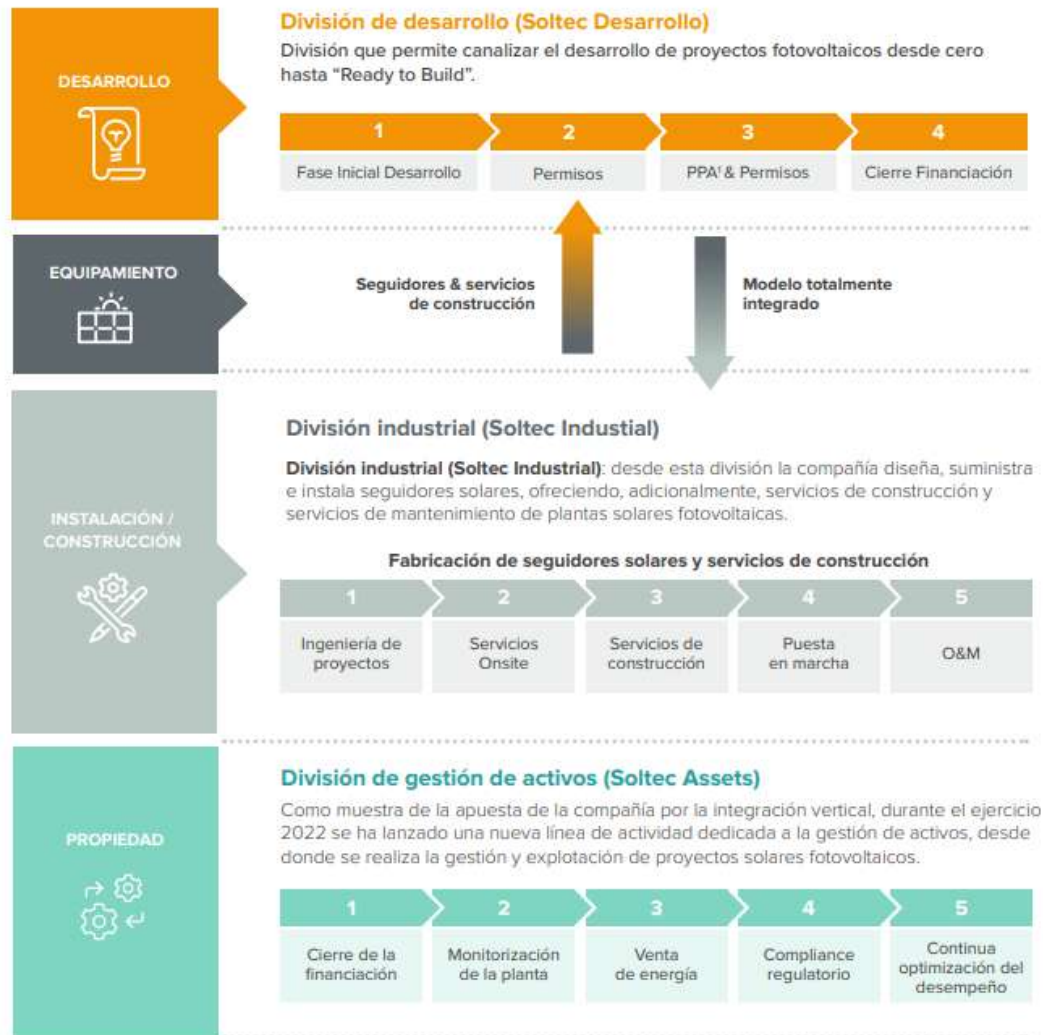 División de desarrollo (Soltec Desarrollo)
División que permite canalizar el desarrollo de proyectos fotovoltaicos desde cero
hasta “Ready to Build”.
DESARROLLO
1
2
3
4
Fase Inicial Desarrollo
Permisos
PPA¹ & Permisos
Cierre Financiación
EQUIPAMIENTO
Seguidores & servicios
de construcción
Modelo totalmente
integrado
División industrial (Soltec Industial)
División industrial (Soltec Industrial): desde esta división la compañía diseña, suministra
e instala seguidores solares, ofreciendo, adicionalmente, servicios de construcción y
servicios de mantenimiento de plantas solares fotovoltaicas.
INSTALACIÓN /
CONSTRUCCIÓN
Fabricación de seguidores solares y servicios de construcción
1
2
3
4
5
Ingeniería de
proyectos
Servicios
Onsite
Servicios de
construcción
Puesta
en marcha
O&M
División de gestión de activos (Soltec Assets)
Como muestra de la apuesta de la compañía por la integración vertical, durante el ejercicio
2022 se ha lanzado una nueva línea de actividad dedicada a la gestión de activos, desde
donde se realiza la gestión y explotación de proyectos solares fotovoltaicos.
PROPIEDAD
1
2
3
4
5
Cierre de la
financiación
Monitorización
de la planta
Venta
de energía
Compliance
regulatorio
Continua
optimización del
desempeño